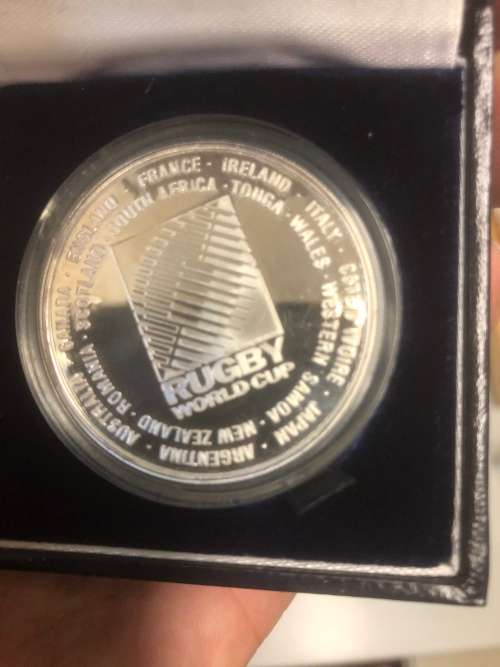 ARGENTINA · AUSTRALIA · CANADA · ENGLAND · FRANCE · IRELAND · ITALY · COTE D'IVOIRE · JAPAN ·
NEW ZEALAND · ROMANIA · SCOTLAND · SOUTH AFRICA · TONGA · WALES · WESTERN SAMOA ·
RUGBY
WORLD CUP